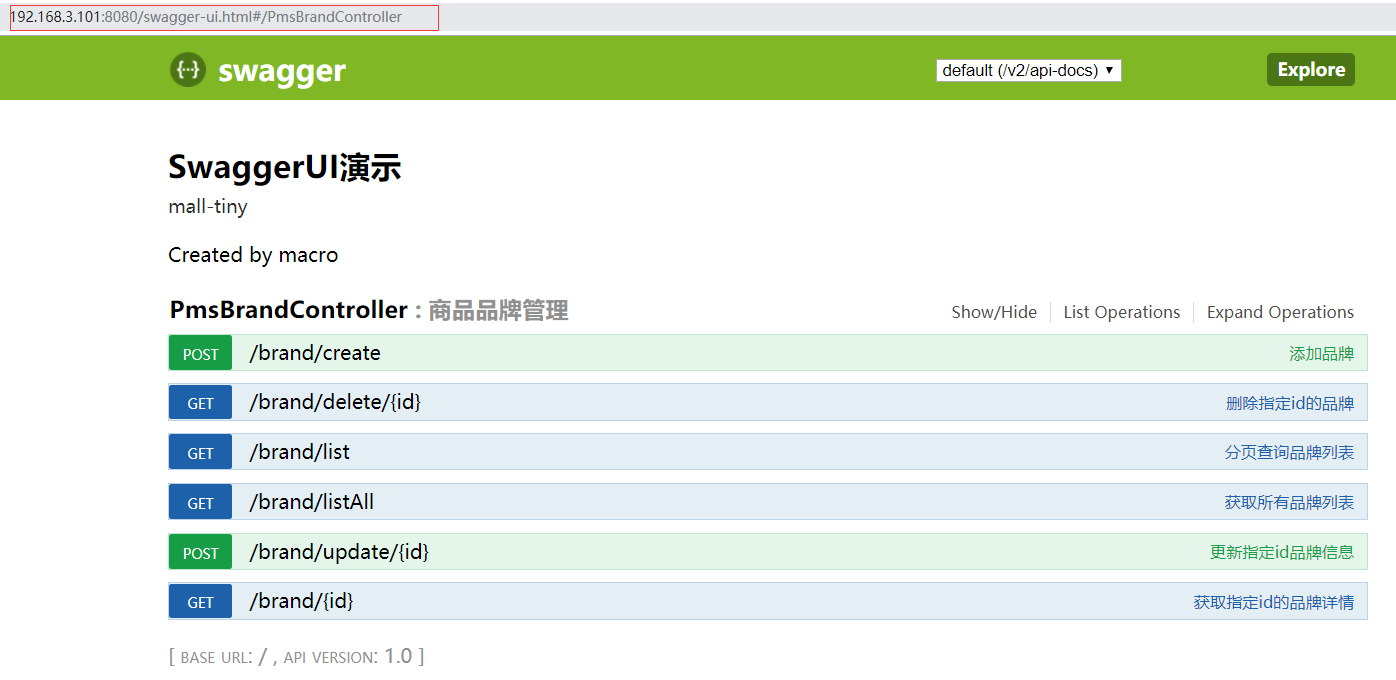 192.168.3.101:8080/swagger-ui.html#/PmsBrandController
{··} swagger default (/v2/api-docs) ▼ Explore
SwaggerUI演示
mall-tiny
Created by macro
PmsBrandController : 商品品牌管理 Show/Hide List Operations Expand Operations
POST /brand/create 添加品牌
GET /brand/delete/{id} 删除指定id的品牌
GET /brand/list 分页查询品牌列表
GET /brand/listAll 获取所有品牌列表
POST /brand/update/{id} 更新指定id品牌信息
GET /brand/{id} 获取指定id的品牌详情
[ BASE URL: / , API VERSION: 1.0 ]